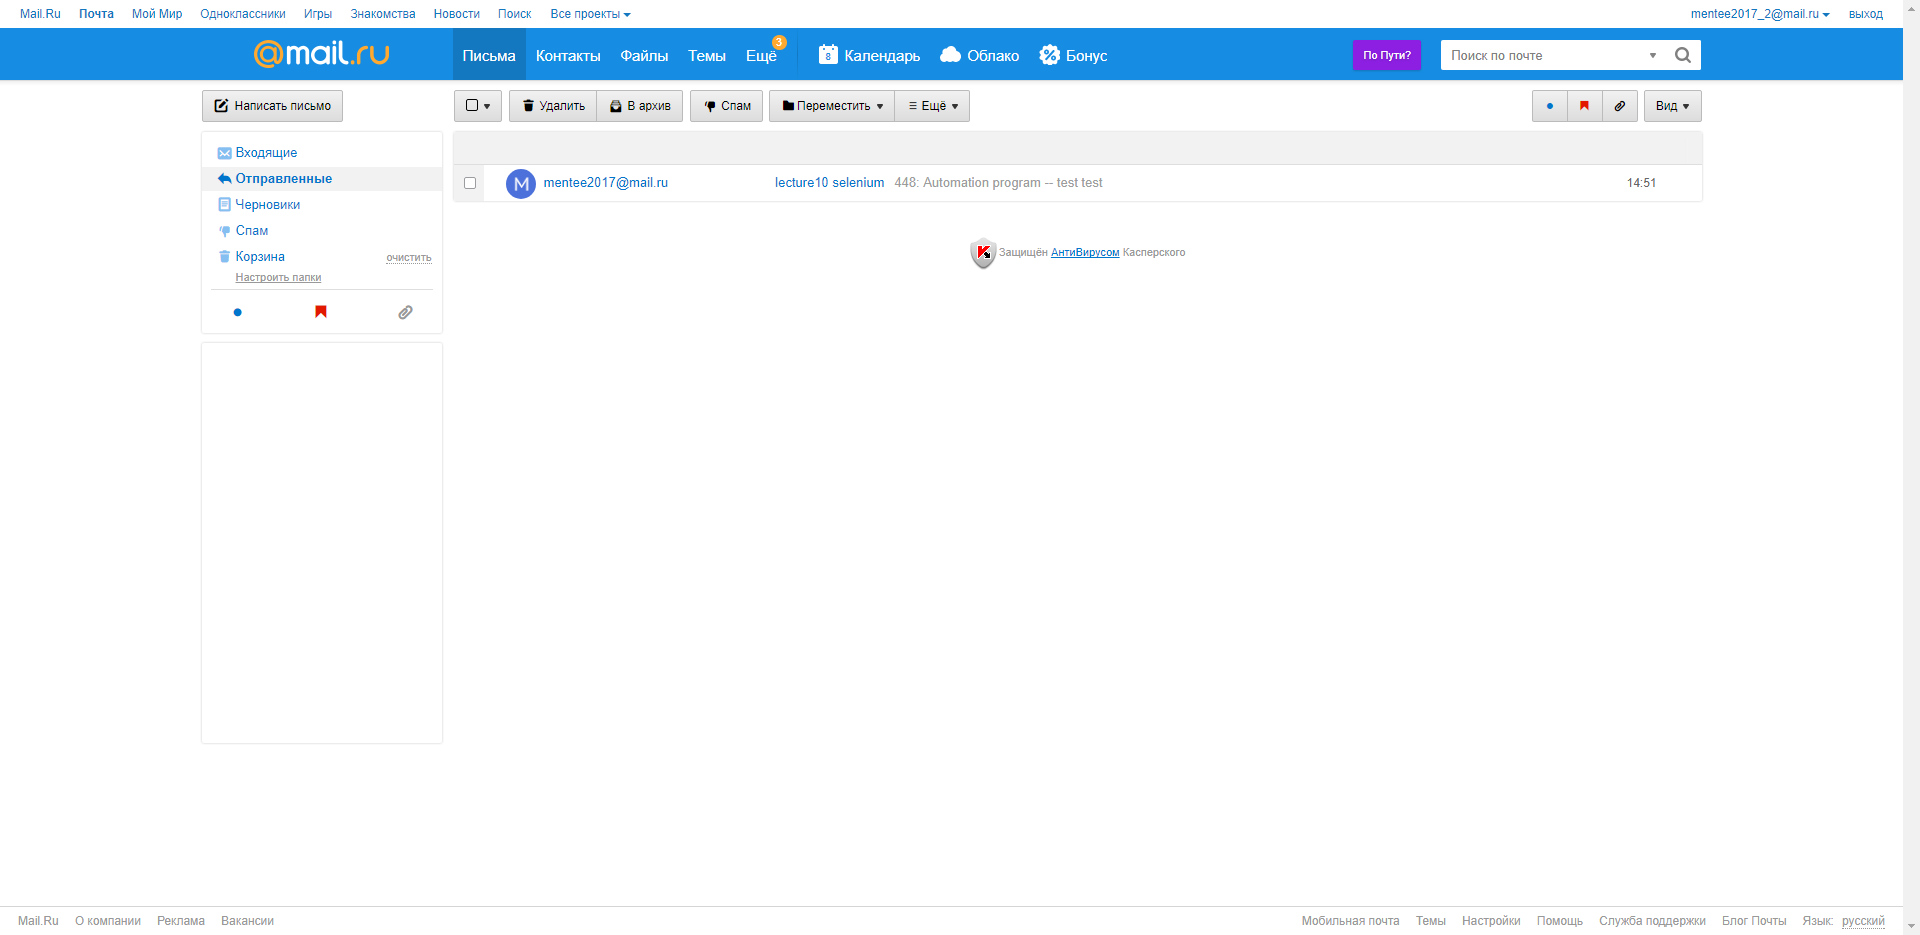 Mail.Ru Почта Мой Мир Одноклассники Игры Знакомства Новости Поиск Все проекты mentee2017_2@mail.ru выход
@mail.ru Письма Контакты Файлы Темы Ещё 3 8 Календарь Облако Бонус По Пути? Поиск по почте
Написать письмо Удалить В архив Спам Переместить Ещё Вид
Входящие
Отправленные
Черновики
Спам
Корзина очистить
Настроить папки
M mentee2017@mail.ru lecture10 selenium 448: Automation program -- test test 14:51
Защищён АнтиВирусом Касперского
Mail.Ru О компании Реклама Вакансии Мобильная почта Темы Настройки Помощь Служба поддержки Блог Почты Язык: русский